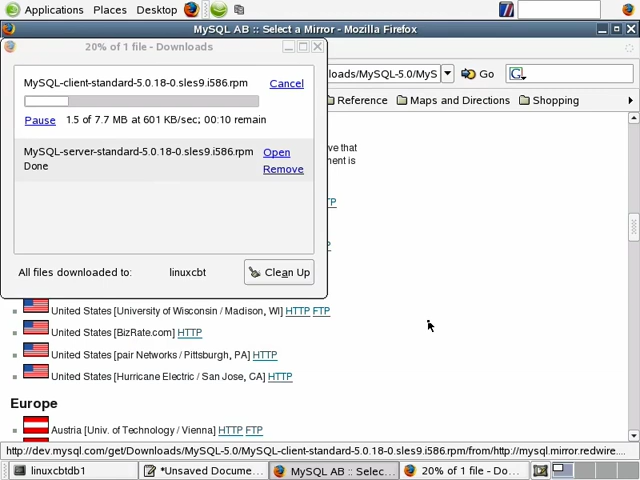 Applications Places Desktop
MySQL AB :: Select a Mirror - Mozilla Firefox
20% of 1 file - Downloads
MySQL-client-standard-5.0.18-0.sles9.i586.rpm Cancel
Pause 1.5 of 7.7 MB at 601 KB/sec; 00:10 remain
MySQL-server-standard-5.0.18-0.sles9.i586.rpm Open
Done Remove
All files downloaded to: linuxcbt Clean Up
loads/MySQL-5.0/MyS Go G
Reference Maps and Directions Shopping
ve that
ment is
TP
United States [University of Wisconsin / Madison, WI] HTTP FTP
United States [BizRate.com] HTTP
United States [pair Networks / Pittsburgh, PA] HTTP
United States [Hurricane Electric / San Jose, CA] HTTP
Europe
Austria [Univ. of Technology / Vienna] HTTP FTP
http://dev.mysql.com/get/Downloads/MySQL-5.0/MySQL-client-standard-5.0.18-0.sles9.i586.rpm/from/http://mysql.mirror.redwire....
linuxcbtdb1 *Unsaved Docume... MySQL AB :: Selec... 20% of 1 file - Do...